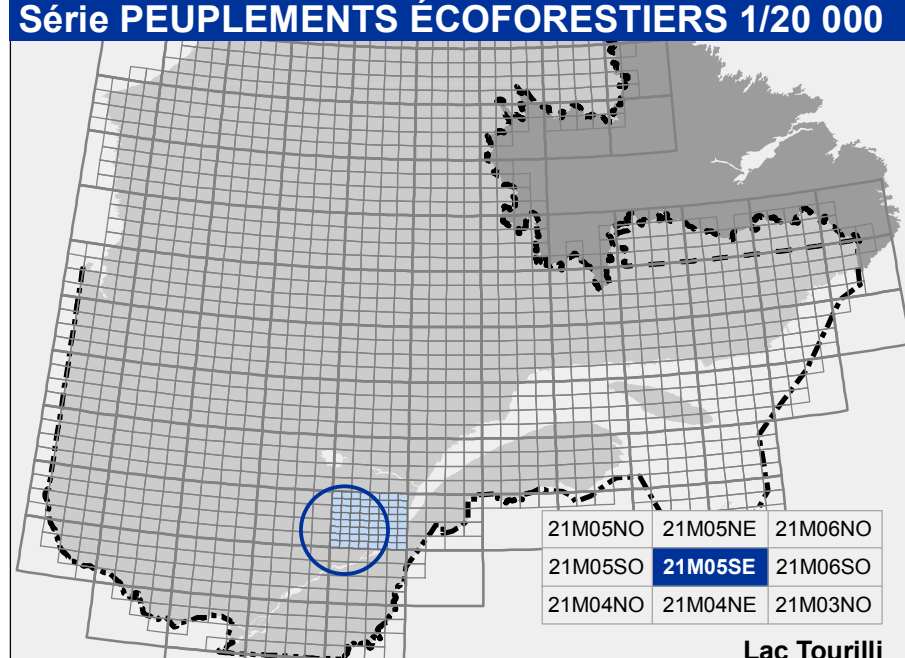 Série PEUPLEMENTS ÉCOFORESTIERS 1/20 000
21M05NO 21M05NE 21M06NO
21M05SO 21M05SE 21M06SO
21M04NO 21M04NE 21M03NO
Lac Tourilli